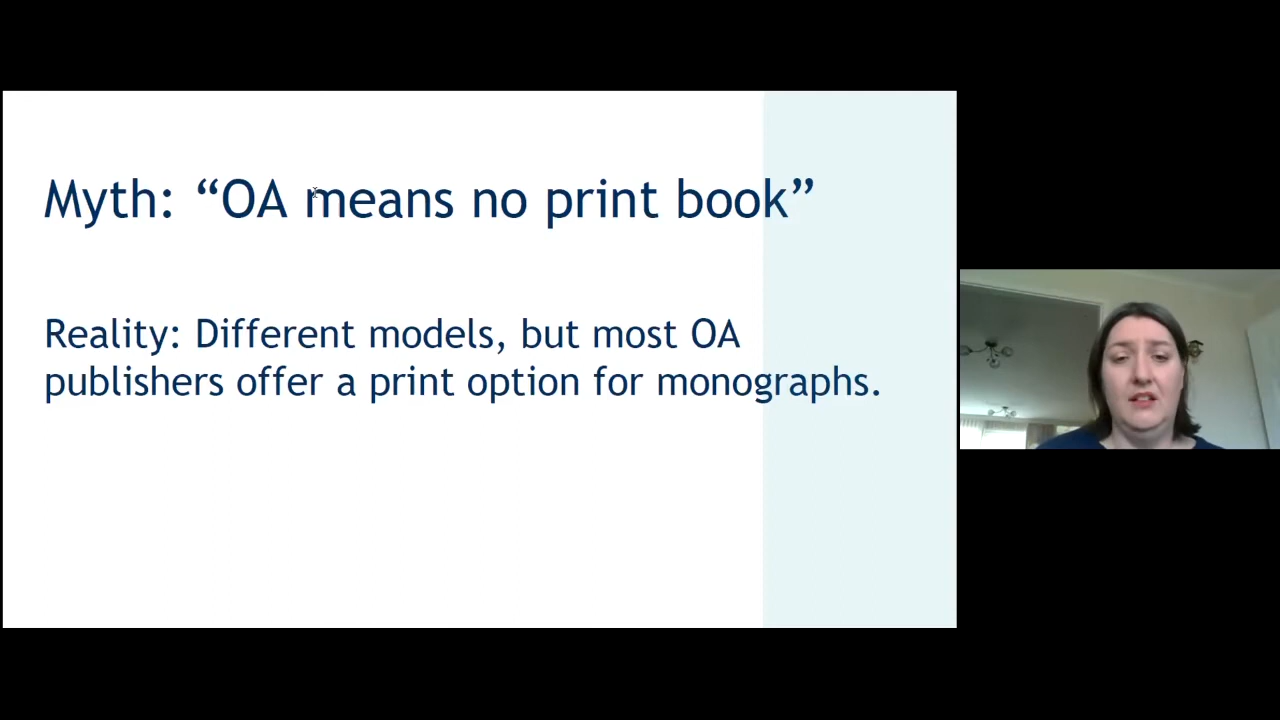 Myth: “OA means no print book”
Reality: Different models, but most OA
publishers offer a print option for monographs.